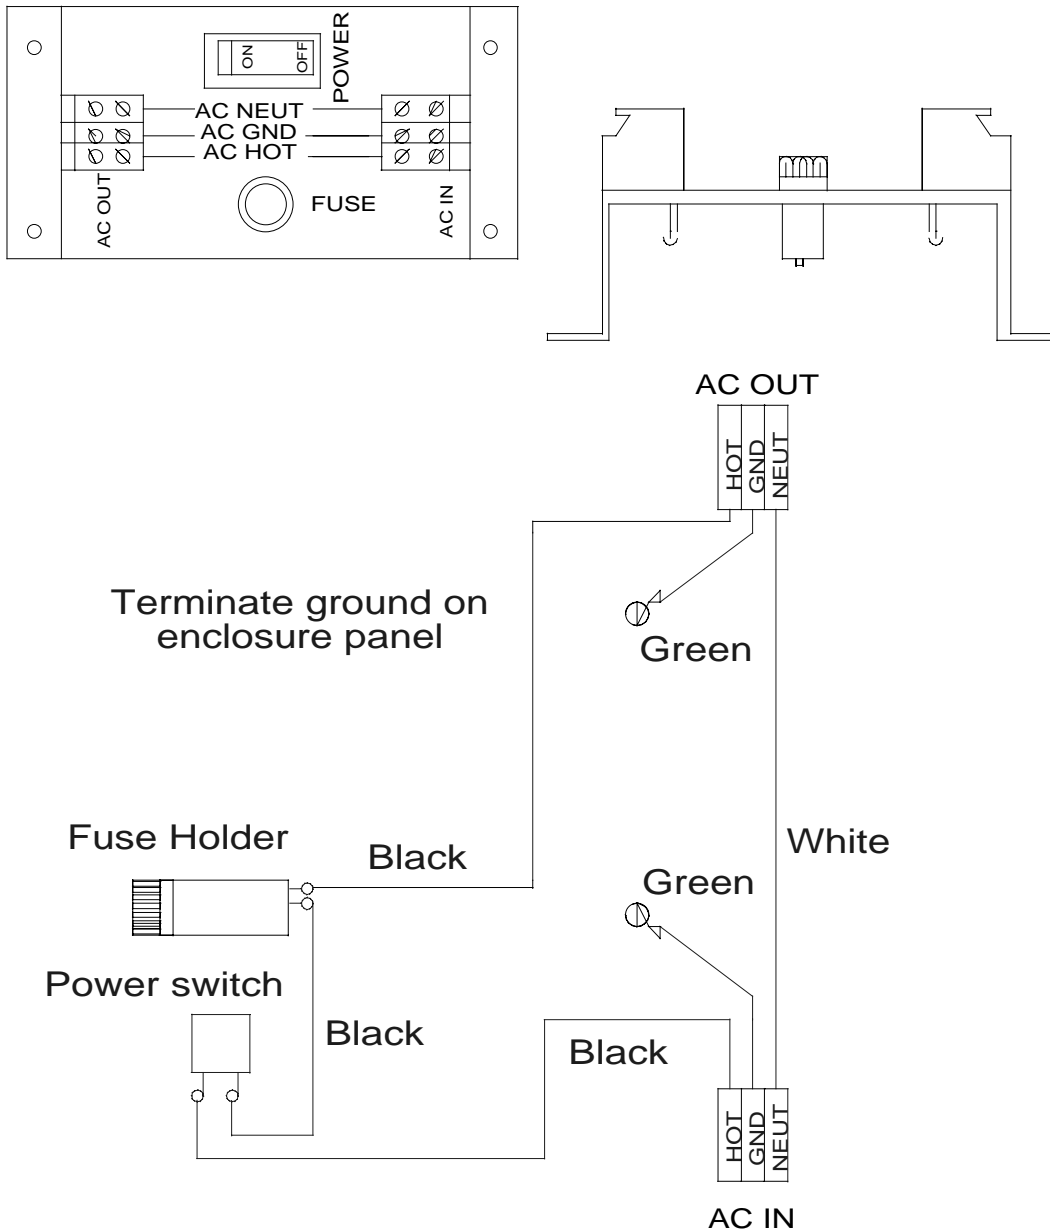 ON
OFF
POWER
AC NEUT
AC GND
AC HOT
AC OUT
FUSE
AC IN
AC OUT
HOT
GND
NEUT
Terminate ground on
enclosure panel
Green
Fuse Holder
Black
White
Green
Power switch
Black
Black
HOT
GND
NEUT
AC IN